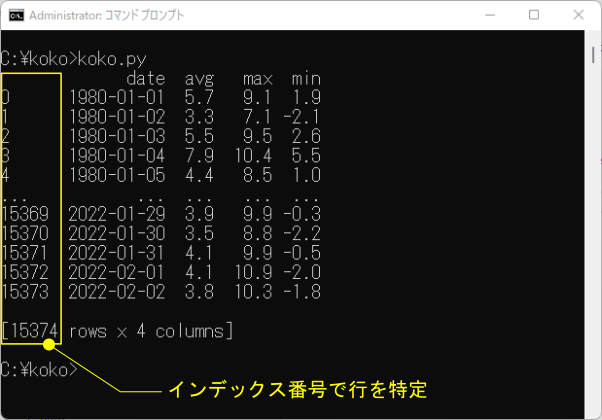 Administrator: コマンド プロンプト
C:¥koko>koko.py
date avg max min
0 1980-01-01 5.7 9.1 1.9
1 1980-01-02 3.3 7.1 -2.1
2 1980-01-03 5.5 9.5 2.6
3 1980-01-04 7.9 10.4 5.5
4 1980-01-05 4.4 8.5 1.0
... ... ... ... ...
15369 2022-01-29 3.9 9.9 -0.3
15370 2022-01-30 3.5 8.8 -2.2
15371 2022-01-31 4.1 9.9 -0.5
15372 2022-02-01 4.1 10.9 -2.0
15373 2022-02-02 3.8 10.3 -1.8
[15374 rows x 4 columns]
C:¥koko>
インデックス番号で行を特定